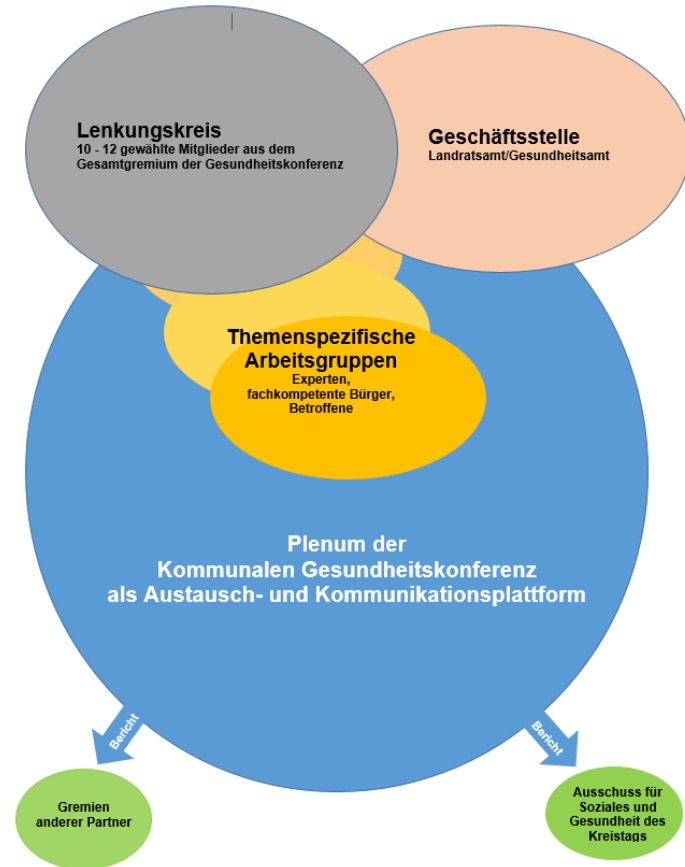 Lenkungskreis
10 - 12 gewählte Mitglieder aus dem
Gesamtgremium der Gesundheitskonferenz
Geschäftsstelle
Landratsamt/Gesundheitsamt
Themenspezifische
Arbeitsgruppen
Experten,
fachkompetente Bürger,
Betroffene
Plenum der
Kommunalen Gesundheitskonferenz
als Austausch- und Kommunikationsplattform
Bericht
Bericht
Gremien
anderer Partner
Ausschuss für
Soziales und
Gesundheit des
Kreistags